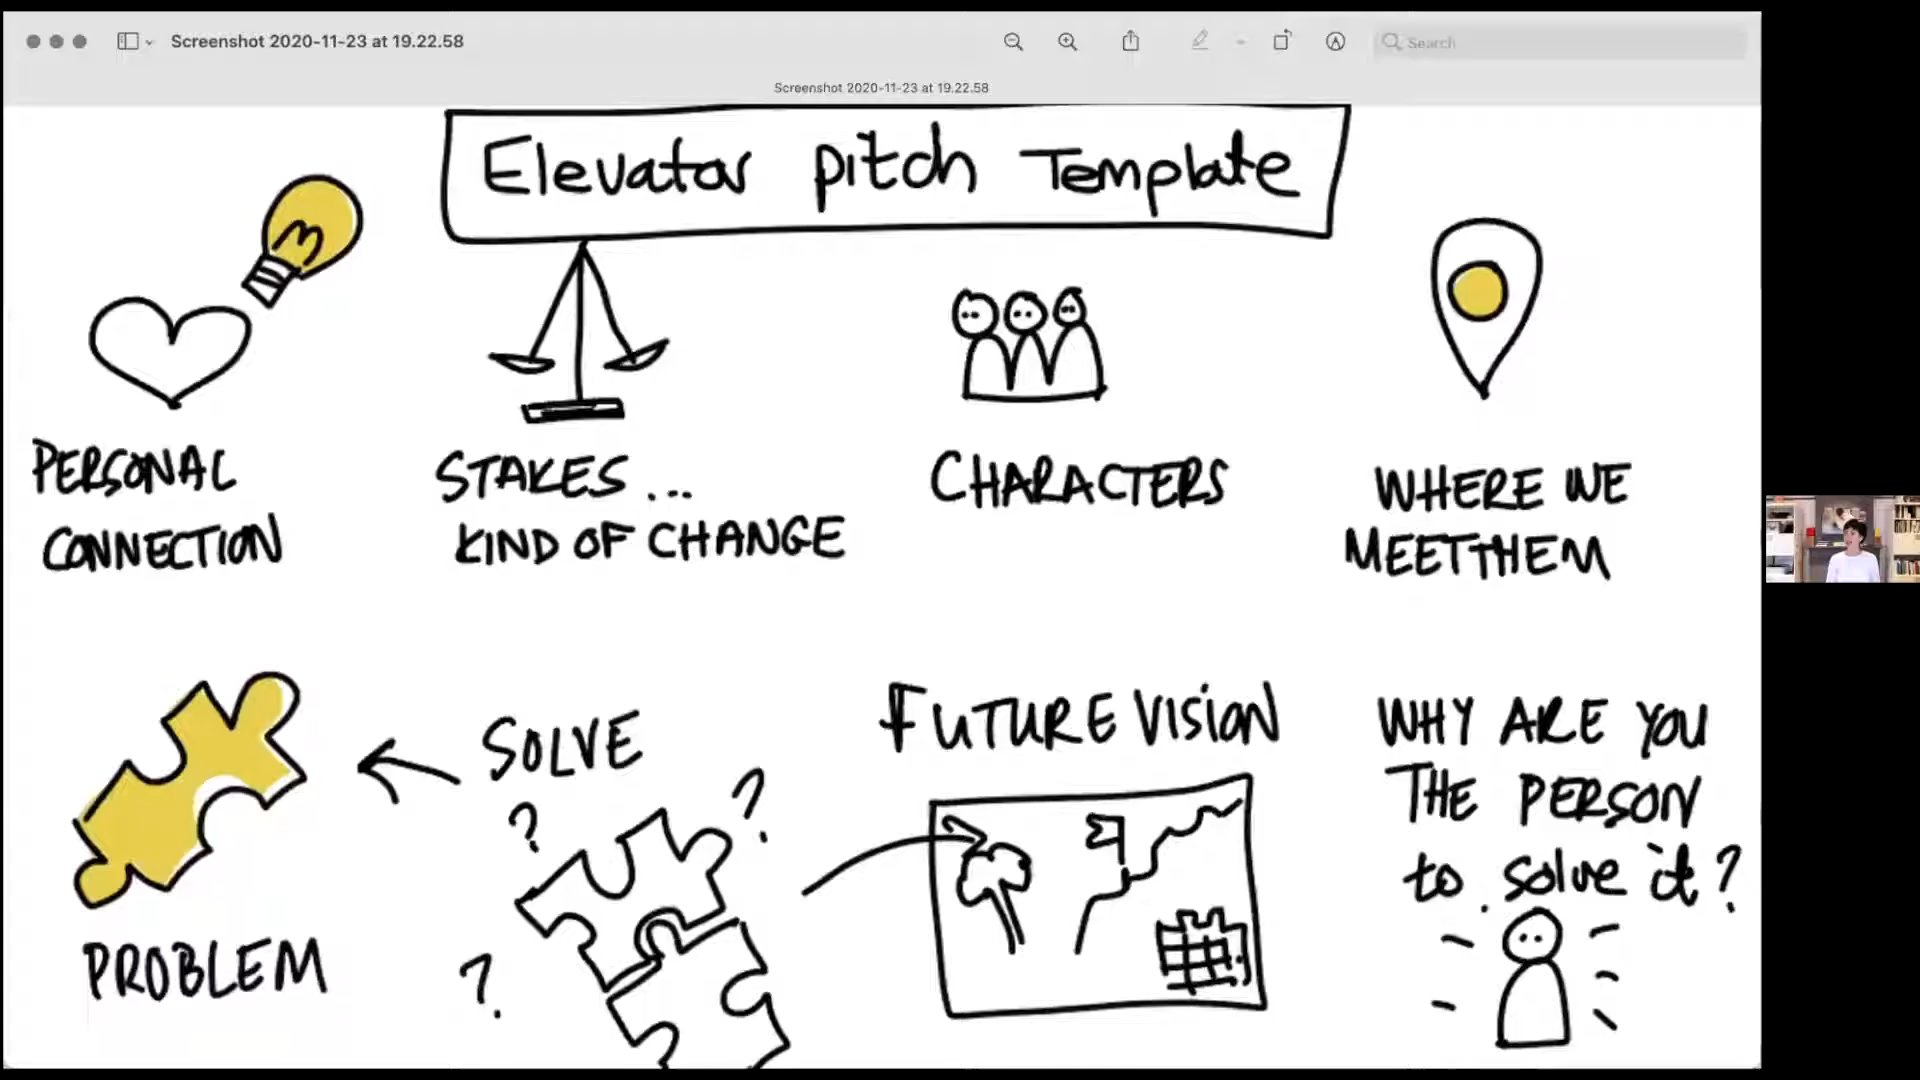 Screenshot 2020-11-23 at 19.22.58
Search
Screenshot 2020-11-23 at 19.22.58
Elevator pitch Template
PERSONAL
CONNECTION
STAKES...
KIND OF CHANGE
CHARACTERS
WHERE WE
MEET THEM
PROBLEM
SOLVE
?
?
?
FUTURE VISION
WHY ARE YOU
THE PERSON
to solve it?